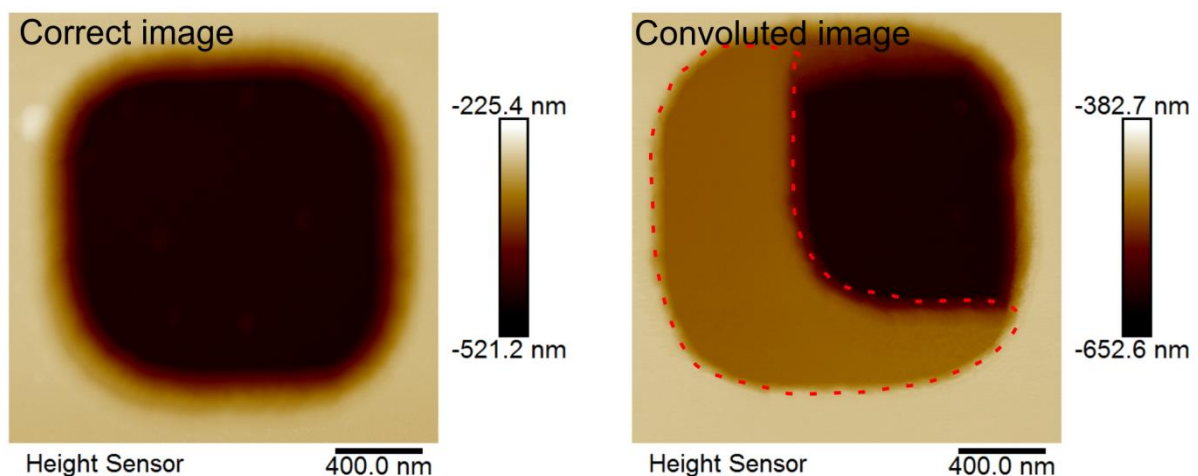 Correct image
-225.4 nm
-521.2 nm
Height Sensor
400.0 nm
Convoluted image
-382.7 nm
-652.6 nm
Height Sensor
400.0 nm